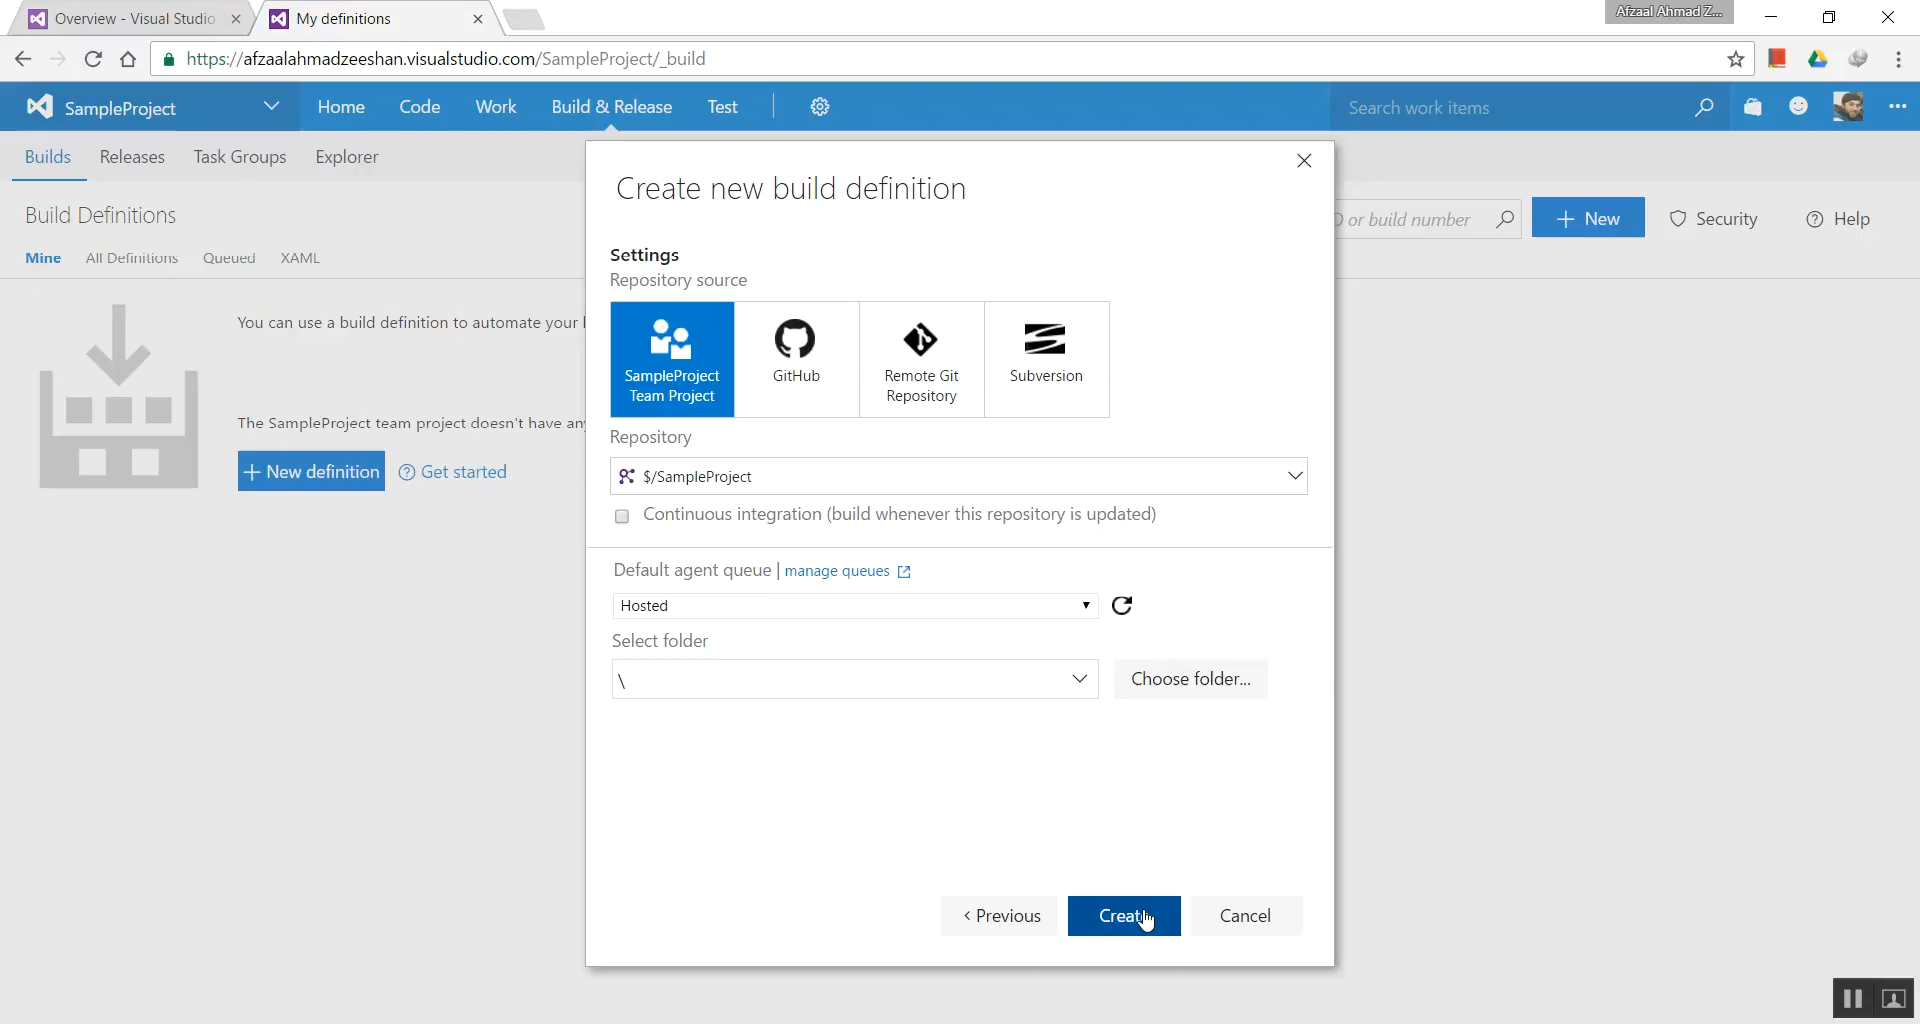 Overview - Visual Studio
My definitions
Afzaal Ahmad Z...
https://afzaalahmadzeeshan.visualstudio.com/SampleProject/_build
SampleProject
Home
Code
Work
Build & Release
Test
Search work items
Builds
Releases
Task Groups
Explorer
Build Definitions
or build number
New
Security
Help
Mine
All Definitions
Queued
XAML
You can use a build definition to automate your
The SampleProject team project doesn't have
New definition
Get started
Create new build definition
Settings
Repository source
SampleProject
Team Project
GitHub
Remote Git
Repository
Subversion
Repository
$/SampleProject
Continuous integration (build whenever this repository is updated)
Default agent queue | manage queues
Hosted
Select folder
\
Choose folder...
< Previous
Create
Cancel